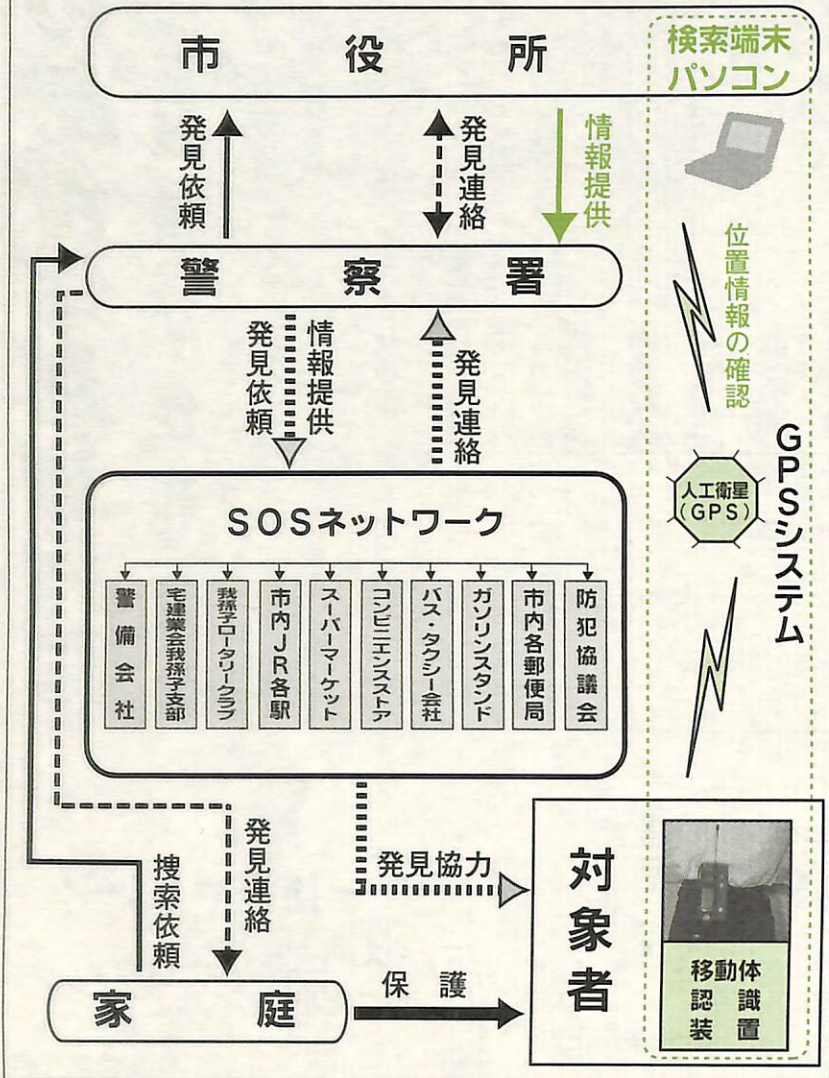 市役所
検索端末
パソコン
発見依頼
発見連絡
情報提供
位置情報の確認
警察署
発見依頼
情報提供
発見連絡
人工衛星
(GPS)
GPSシステム
SOSネットワーク
警備会社
宅建業会我孫子支部
我孫子ロータリークラブ
市内JR各駅
スーパーマーケット
コンビニエンスストア
バス・タクシー会社
ガソリンスタンド
市内各郵便局
防犯協議会
捜索依頼
発見連絡
発見協力
対象者
移動体
認識
装置
家庭
保護